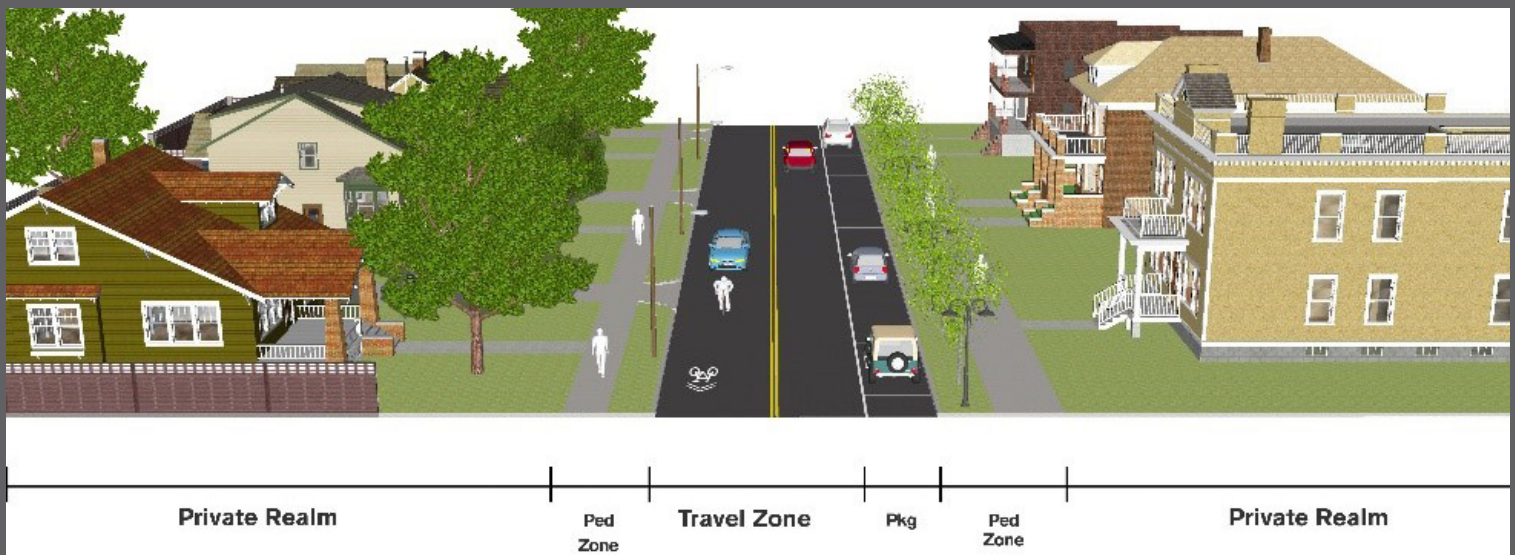 Private Realm
Ped
Zone
Travel Zone
Pkg
Ped
Zone
Private Realm